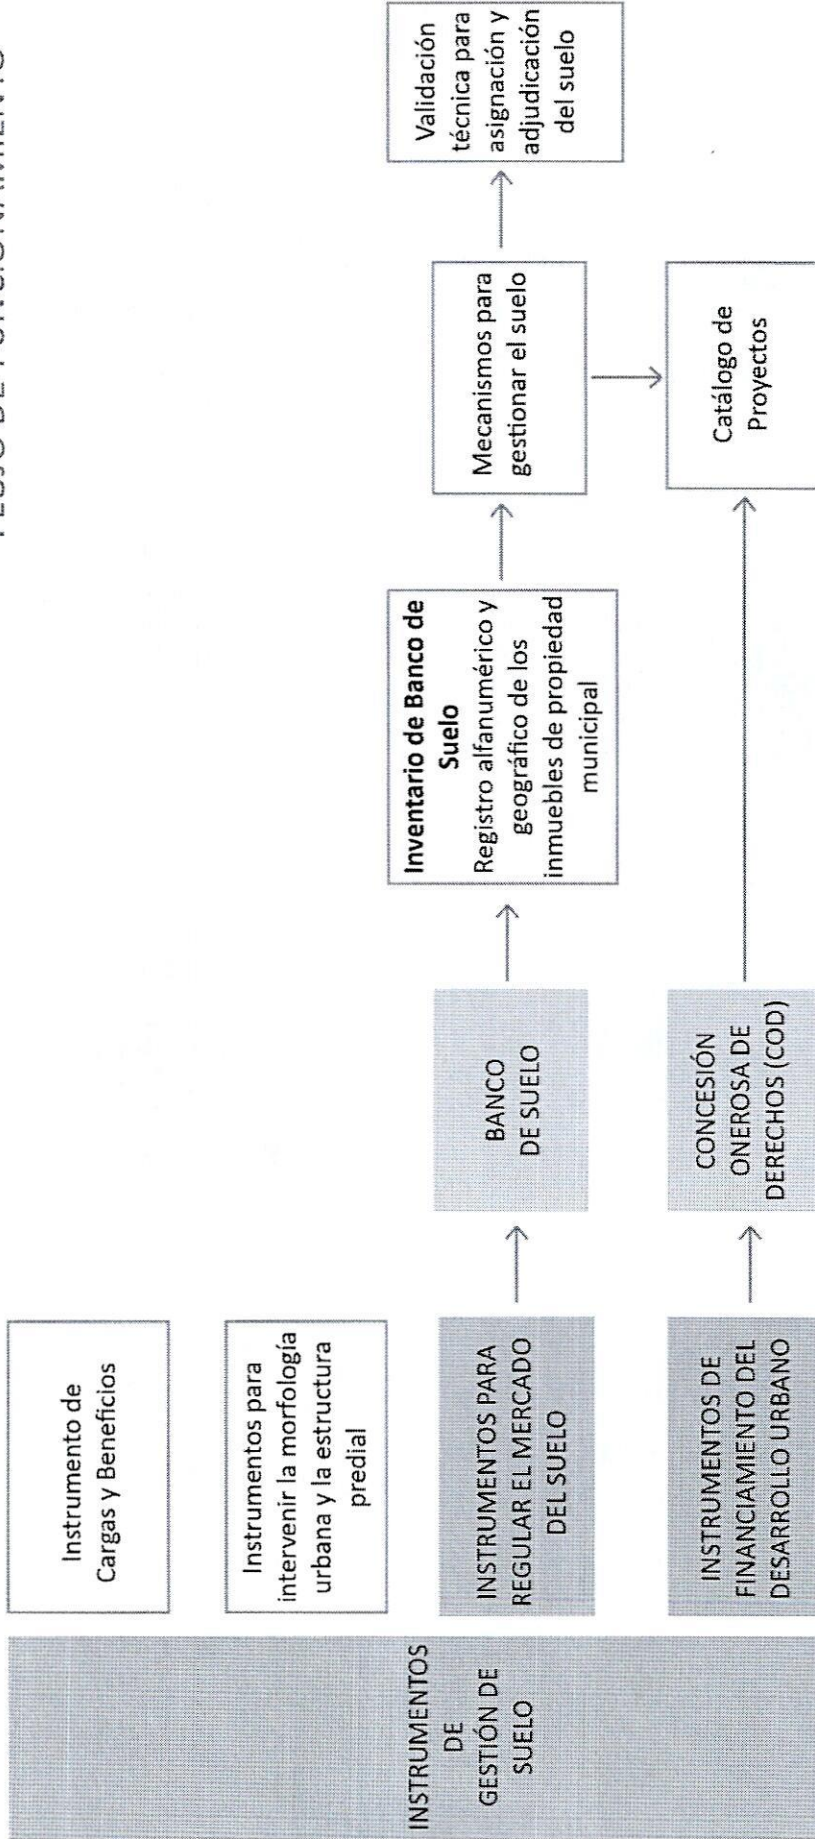 FLUJO DE FUNCIONAMIENTO
INSTRUMENTOS
DE
GESTIÓN DE
SUELO
Instrumento de
Cargas y Beneficios
Instrumentos para
intervenir la morfología
urbana y la estructura
predial
INSTRUMENTOS PARA
REGULAR EL MERCADO
DEL SUELO
BANCO
DE SUELO
Inventario de Banco de
Suelo
Registro alfanumérico y
geográfico de los
inmuebles de propiedad
municipal
Mecanismos para
gestionar el suelo
Validación
técnica para
asignación y
adjudicación
del suelo
INSTRUMENTOS DE
FINANCIAMIENTO DEL
DESARROLLO URBANO
CONCESIÓN
ONEROSA DE
DERECHOS (COD)
Catálogo de
Proyectos